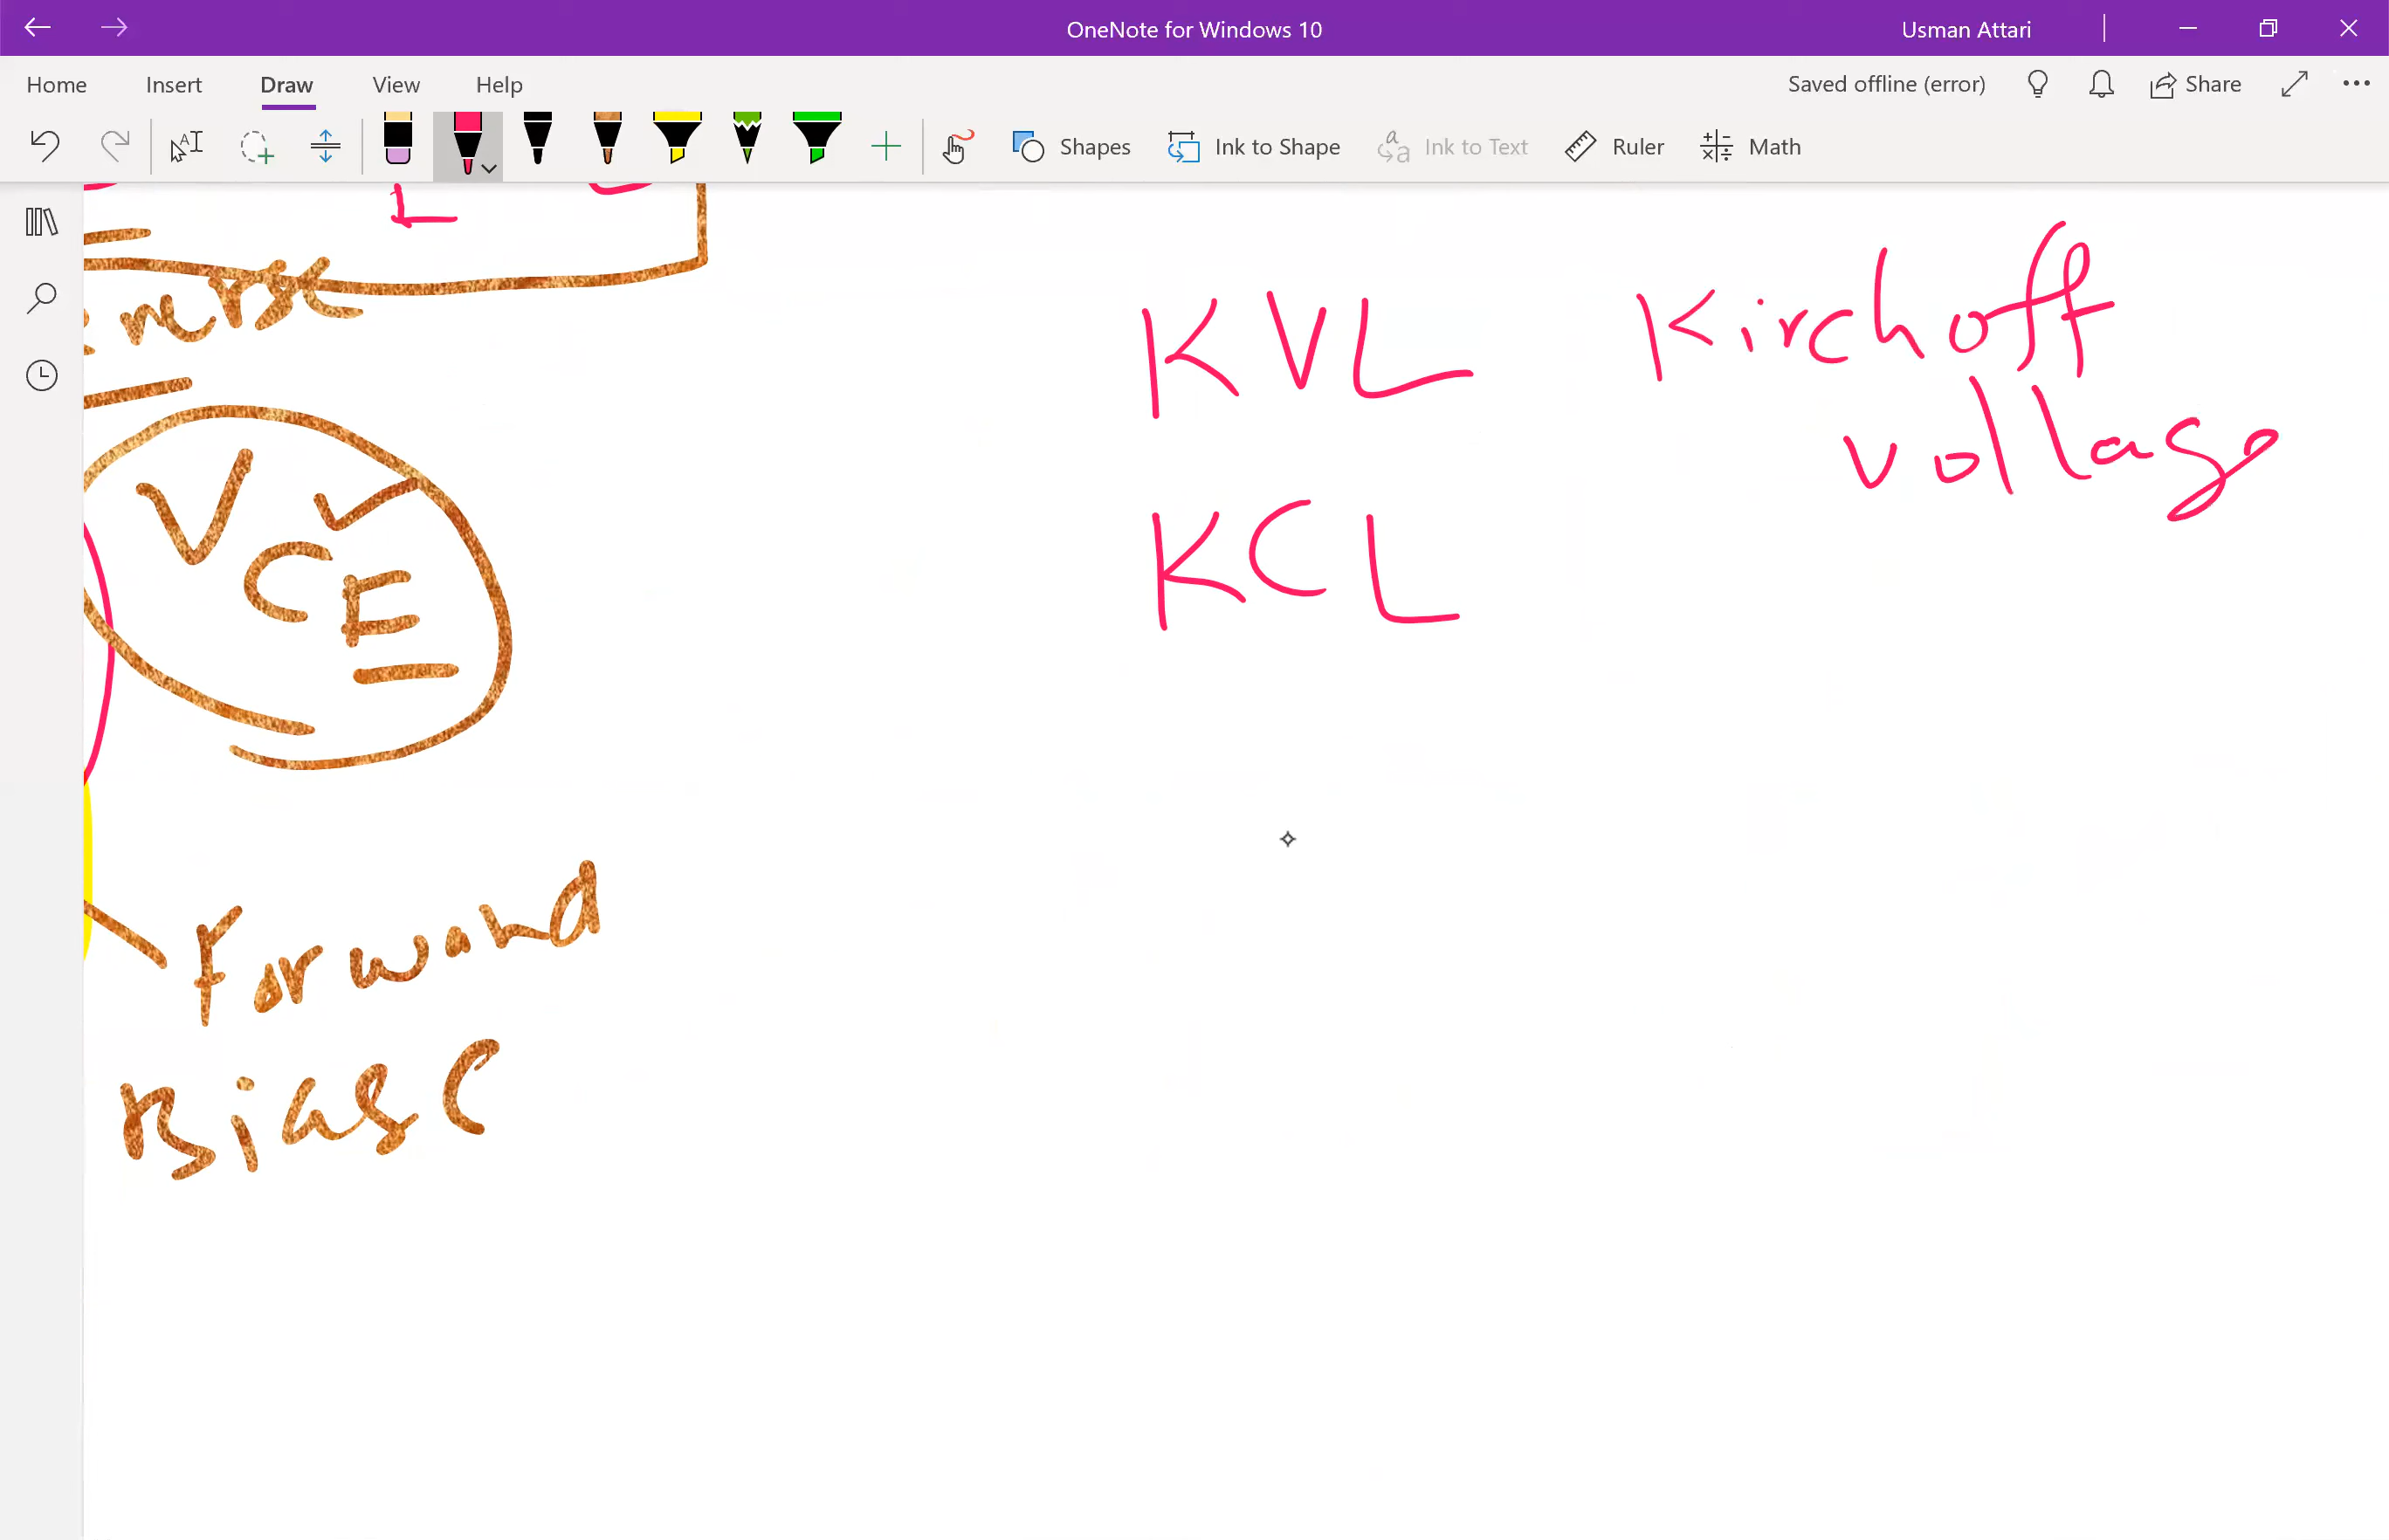 OneNote for Windows 10
Usman Attari
Home Insert Draw View Help
Saved offline (error) Share
Shapes Ink to Shape Ink to Text Ruler Math
KVL Kirchoff
voltage
KCL
VCE
Forward
Bias